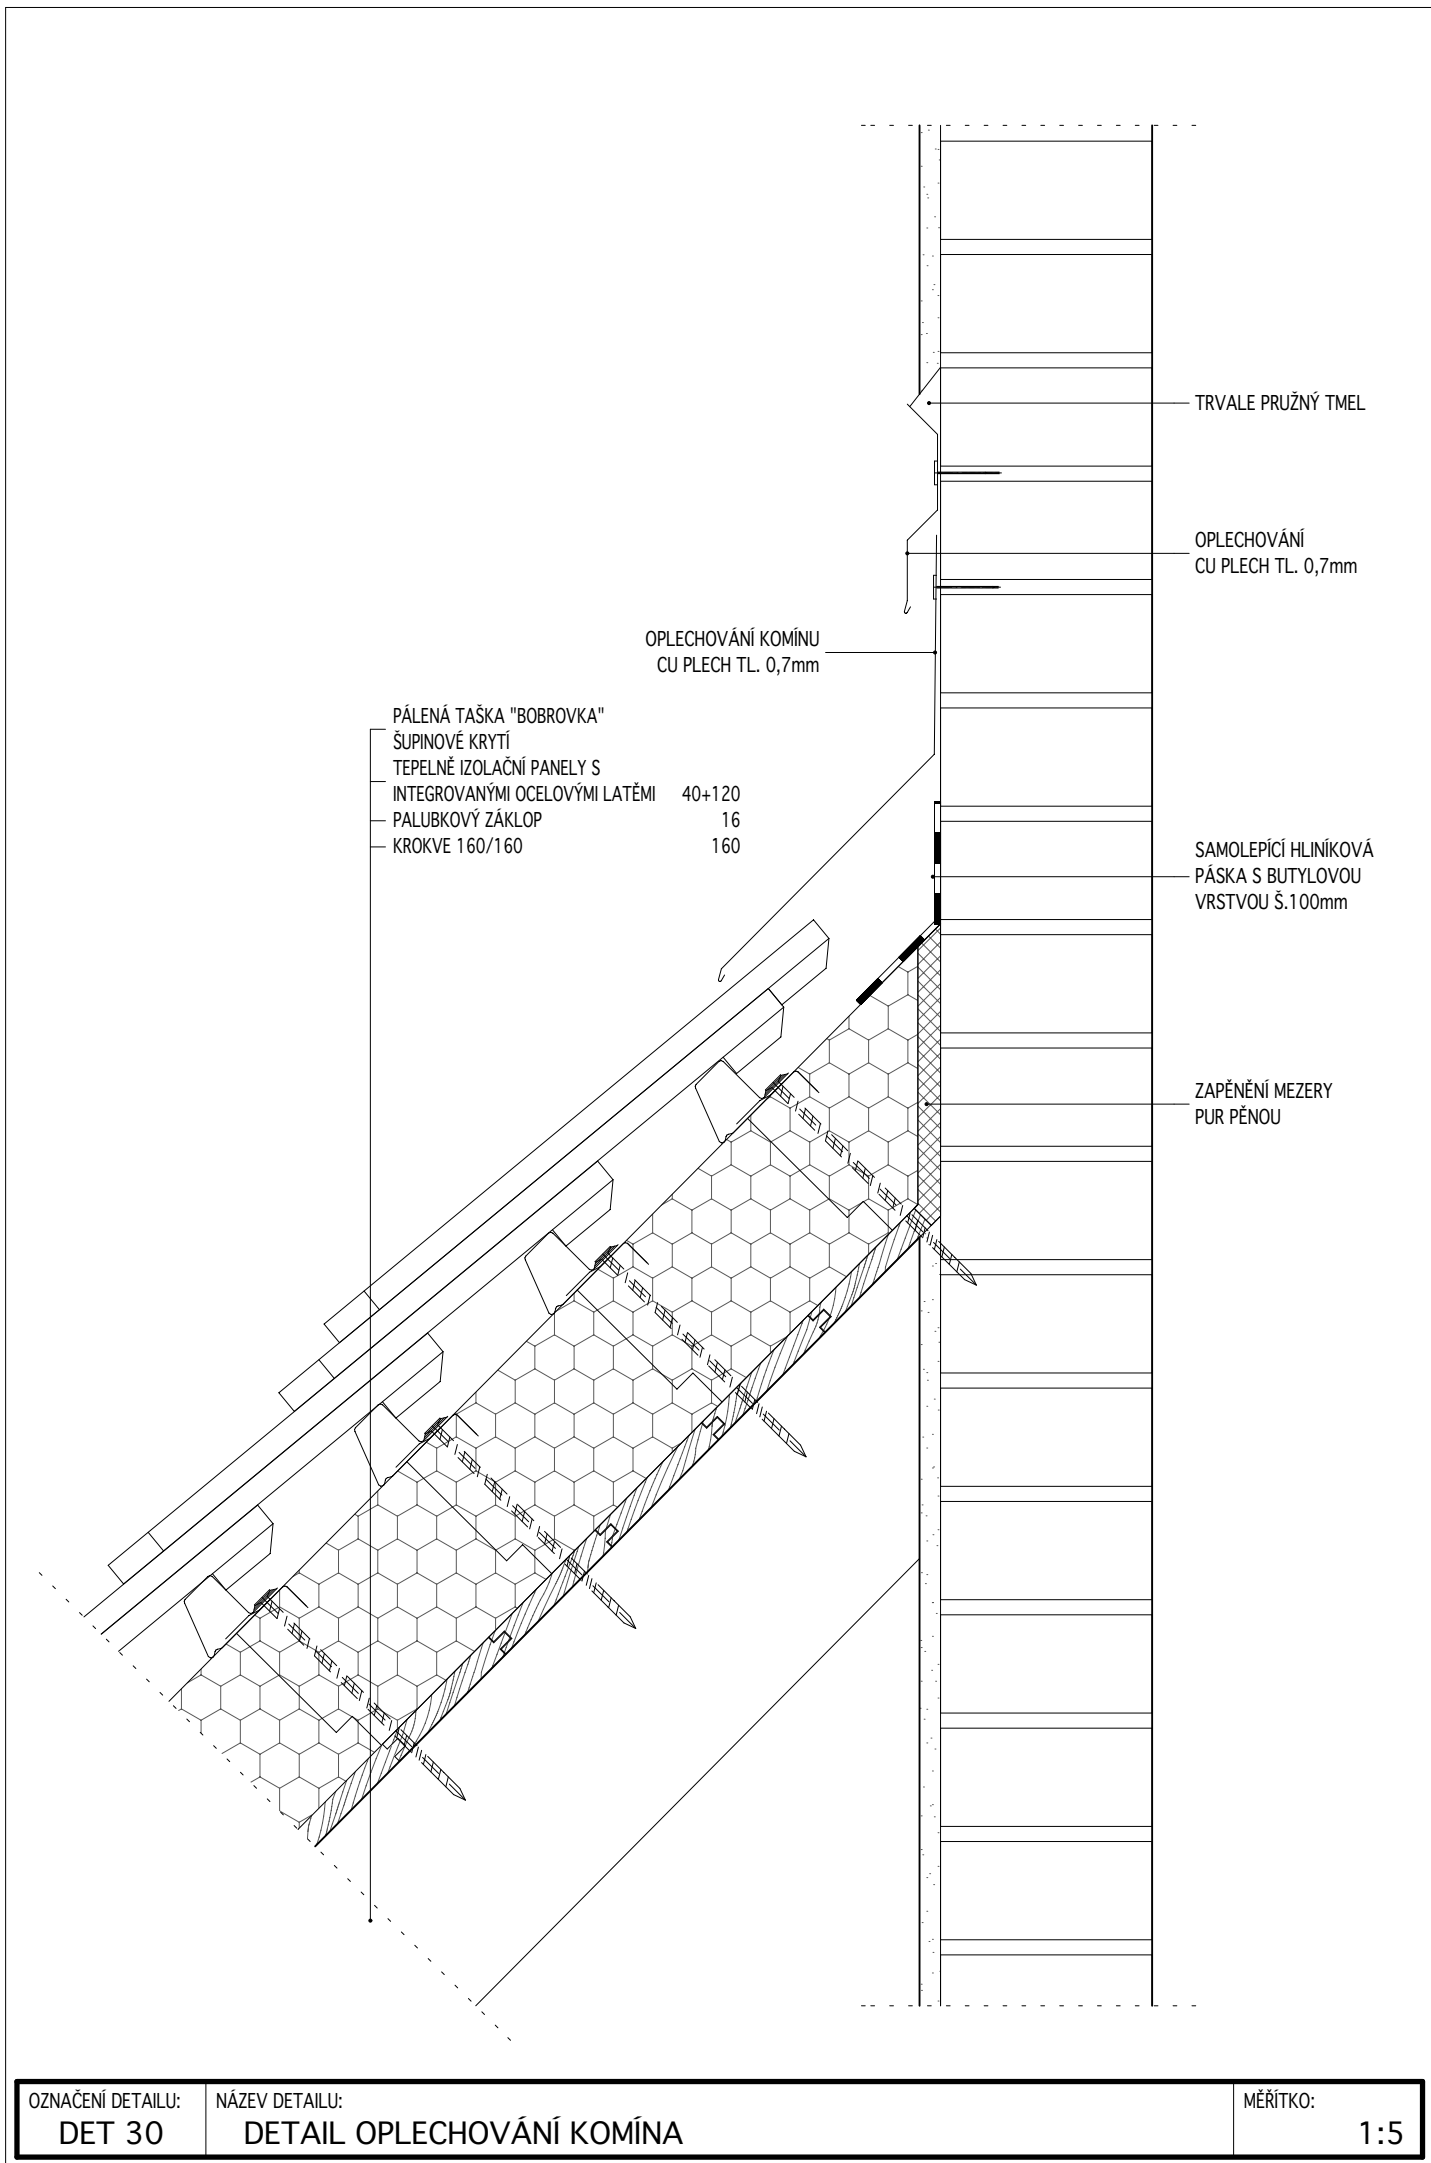 TRVALE PRUŽNÝ TMEL
OPLECHOVÁNÍ
CU PLECH TL. 0,7mm
OPLECHOVÁNÍ KOMÍNU
CU PLECH TL. 0,7mm
PÁLENÁ TAŠKA "BOBROVKA"
ŠUPINOVÉ KRYTÍ
TEPELNĚ IZOLAČNÍ PANELY S
INTEGROVANÝMI OCELOVÝMI LATĚMI 40+120
PALUBKOVÝ ZÁKLOP 16
KROKVE 160/160 160
SAMOLEPÍCÍ HLINÍKOVÁ
PÁSKA S BUTYLOVOU
VRSTVOU Š.100mm
ZAPĚNĚNÍ MEZERY
PUR PĚNOU
OZNAČENÍ DETAILU:
DET 30
NÁZEV DETAILU:
DETAIL OPLECHOVÁNÍ KOMÍNA
MĚŘÍTKO:
1:5